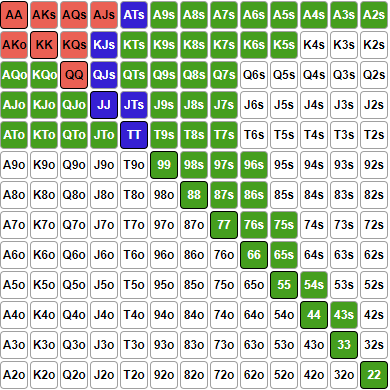 AA AKs AQs AJs ATs A9s A8s A7s A6s A5s A4s A3s A2s
AKo KK KQs KJs KTs K9s K8s K7s K6s K5s K4s K3s K2s
AQo KQo QQ QJs QTs Q9s Q8s Q7s Q6s Q5s Q4s Q3s Q2s
AJo KJo QJo JJ JTs J9s J8s J7s J6s J5s J4s J3s J2s
ATo KTo QTo JTo TT T9s T8s T7s T6s T5s T4s T3s T2s
A9o K9o Q9o J9o T9o 99 98s 97s 96s 95s 94s 93s 92s
A8o K8o Q8o J8o T8o 98o 88 87s 86s 85s 84s 83s 82s
A7o K7o Q7o J7o T7o 97o 87o 77 76s 75s 74s 73s 72s
A6o K6o Q6o J6o T6o 96o 86o 76o 66 65s 64s 63s 62s
A5o K5o Q5o J5o T5o 95o 85o 75o 65o 55 54s 53s 52s
A4o K4o Q4o J4o T4o 94o 84o 74o 64o 54o 44 43s 42s
A3o K3o Q3o J3o T3o 93o 83o 73o 63o 53o 43o 33 32s
A2o K2o Q2o J2o T2o 92o 82o 72o 62o 52o 42o 32o 22